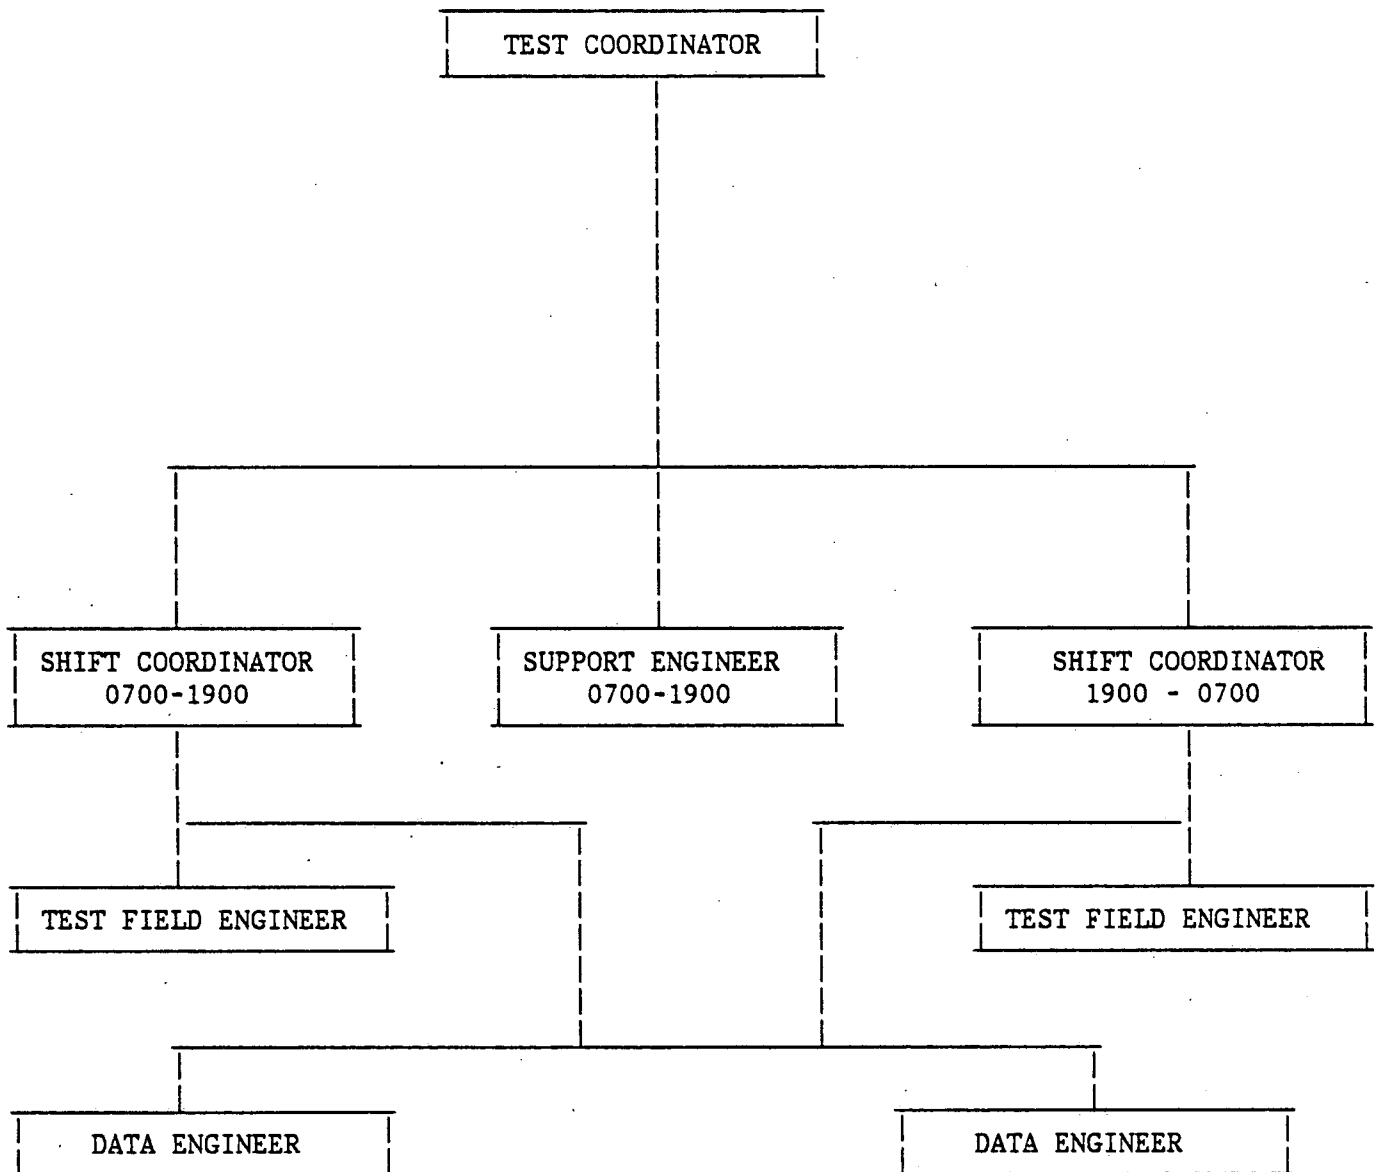 TEST COORDINATOR
SHIFT COORDINATOR
0700-1900
SUPPORT ENGINEER
0700-1900
SHIFT COORDINATOR
1900 - 0700
TEST FIELD ENGINEER
TEST FIELD ENGINEER
DATA ENGINEER
DATA ENGINEER